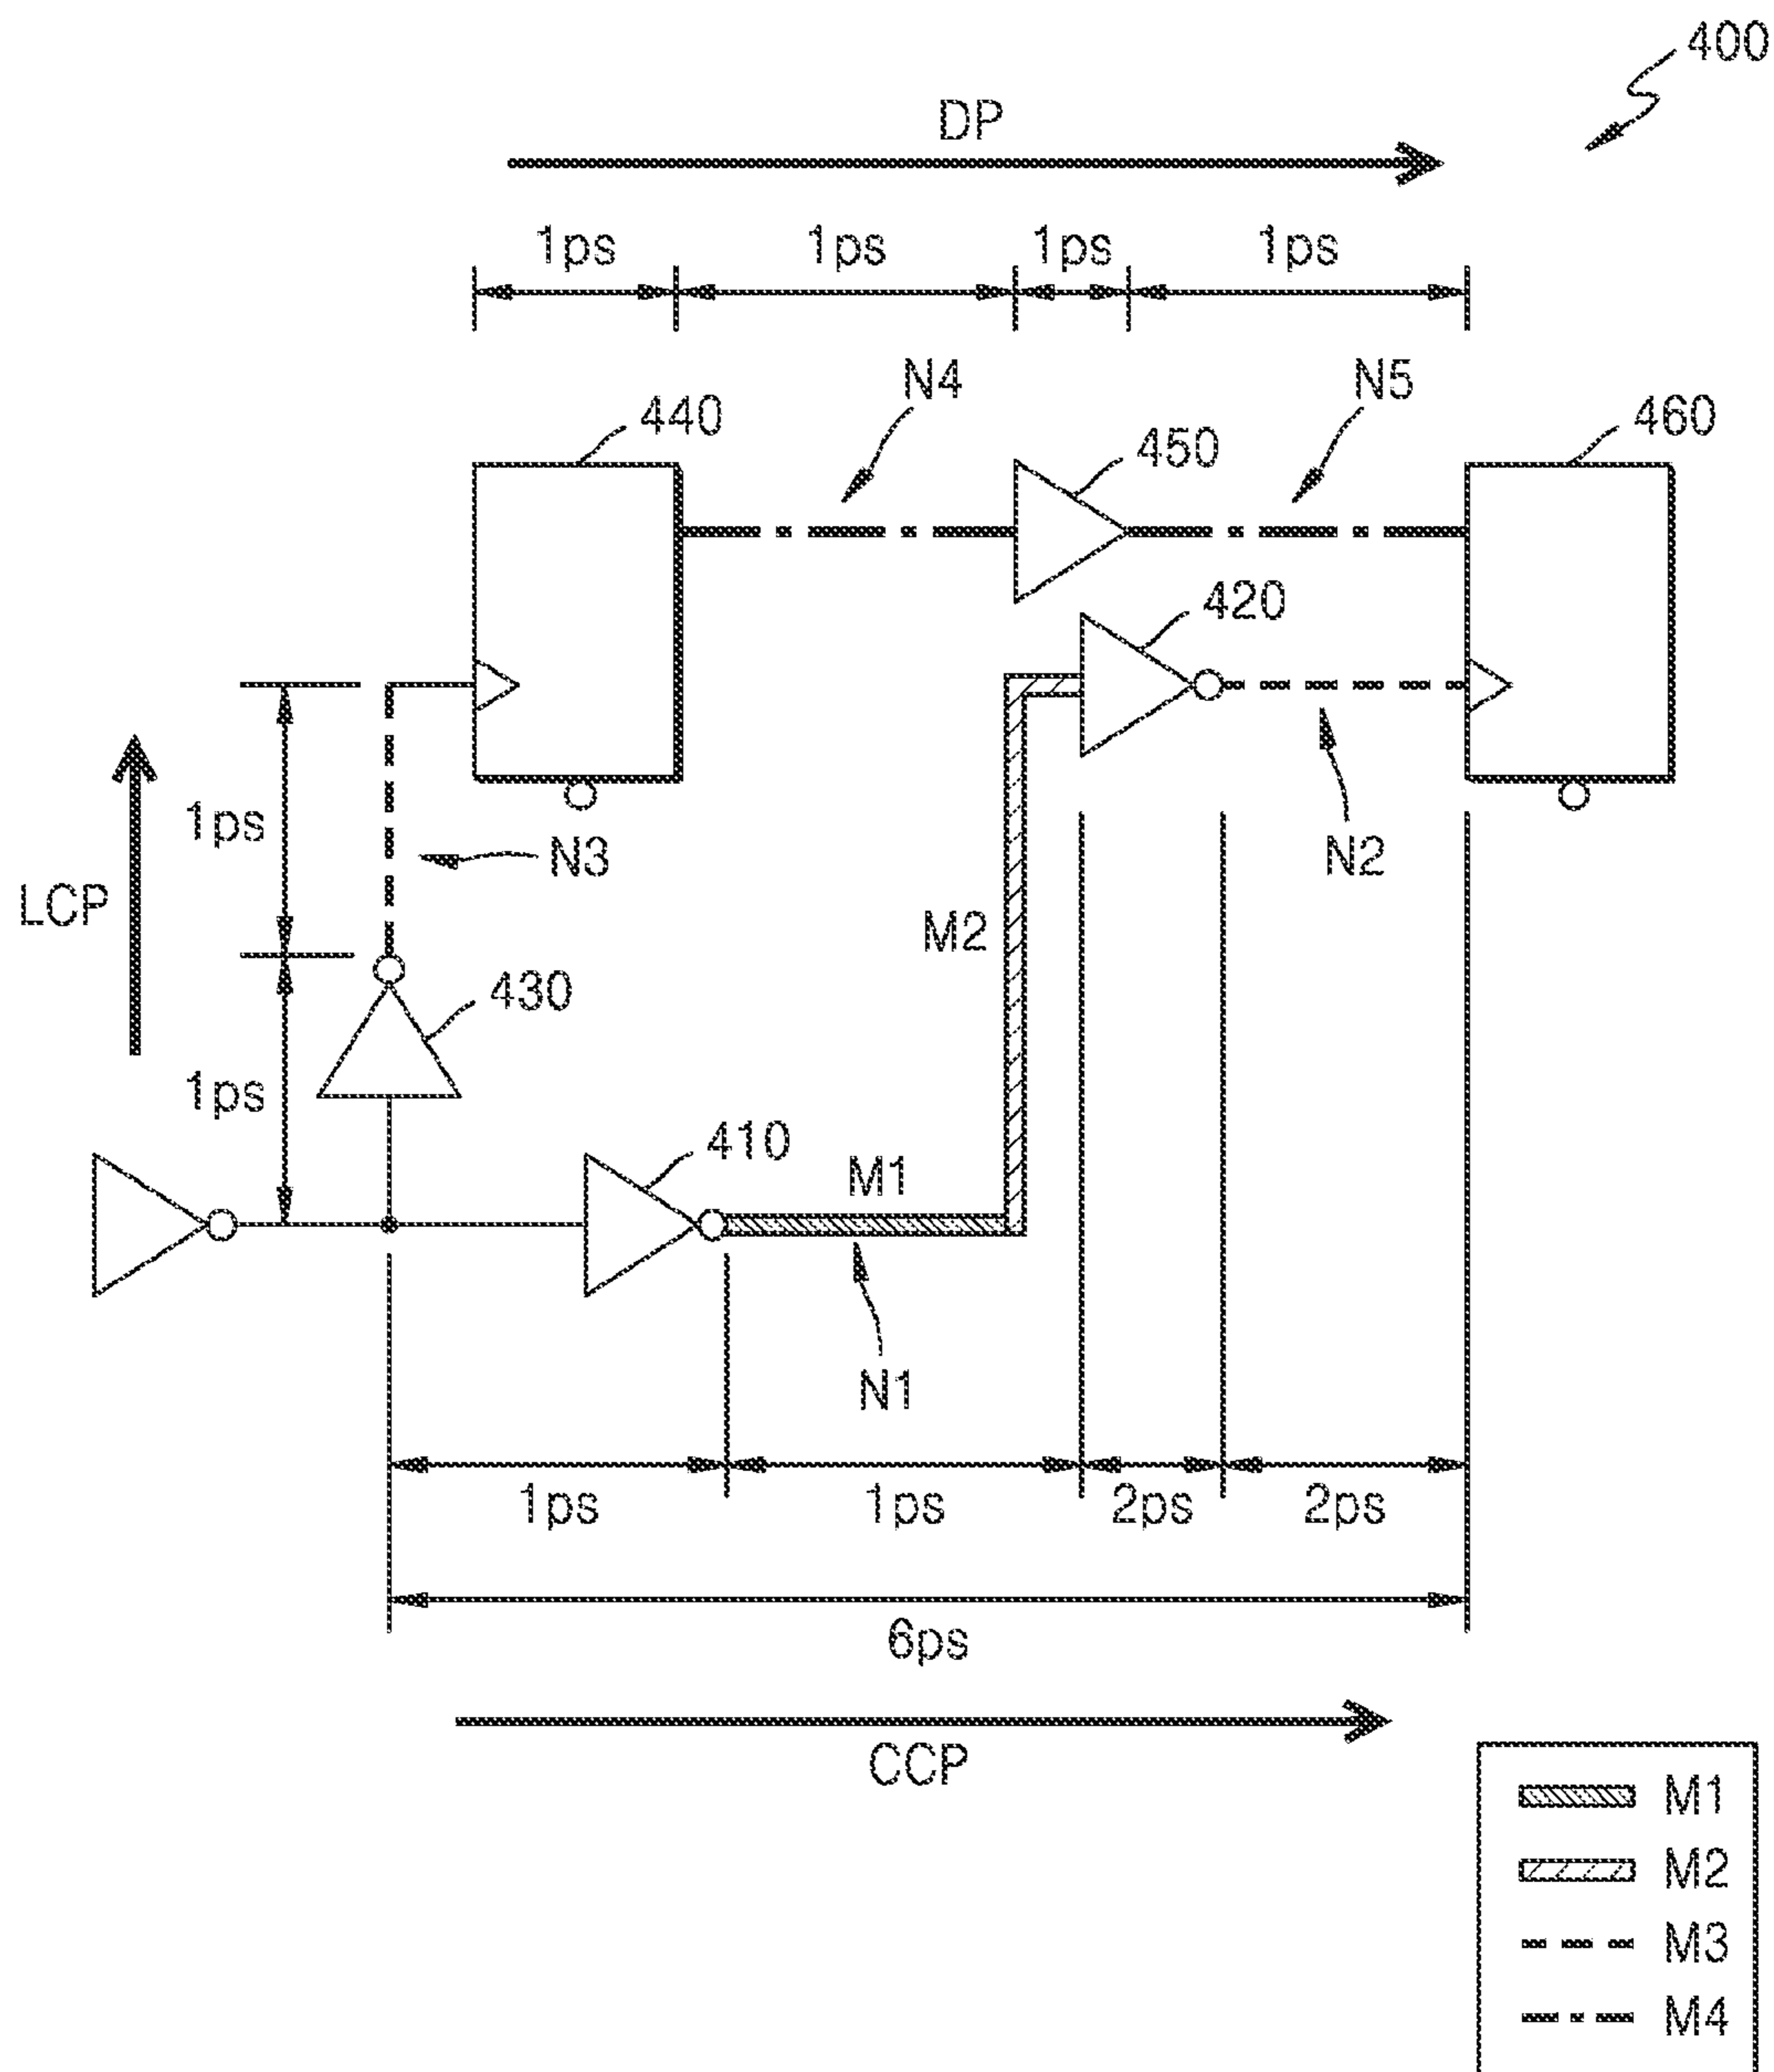 400
DP
1ps 1ps 1ps 1ps
N4 N5
440 450 460
420
1ps
N3 N2
LCP M2
430
1ps
410
M1
N1
1ps 1ps 2ps 2ps
6ps
CCP
M1
M2
M3
M4